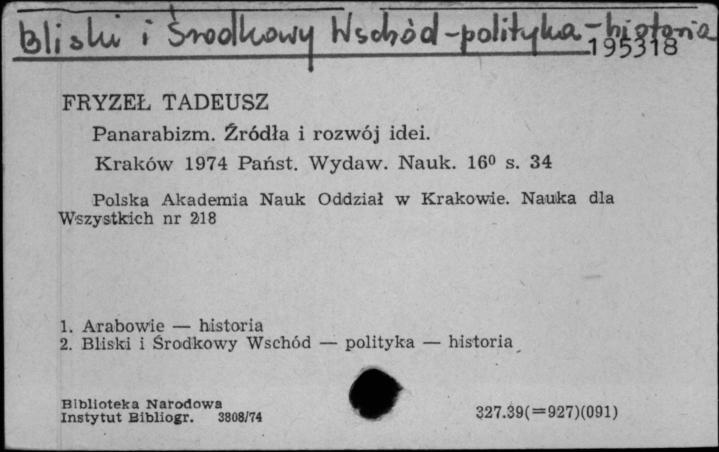 Bliski i Środkowy Wschód - polityka - historia
195318
FRYZEŁ TADEUSZ
Panarabizm. Źródła i rozwój idei.
Kraków 1974 Państ. Wydaw. Nauk. 16⁰ s. 34
Polska Akademia Nauk Oddział w Krakowie. Nauka dla
Wszystkich nr 218
1. Arabowie — historia
2. Bliski i Środkowy Wschód — polityka — historia
Biblioteka Narodowa
Instytut Bibliogr. 3808/74
327.39(=927)(091)